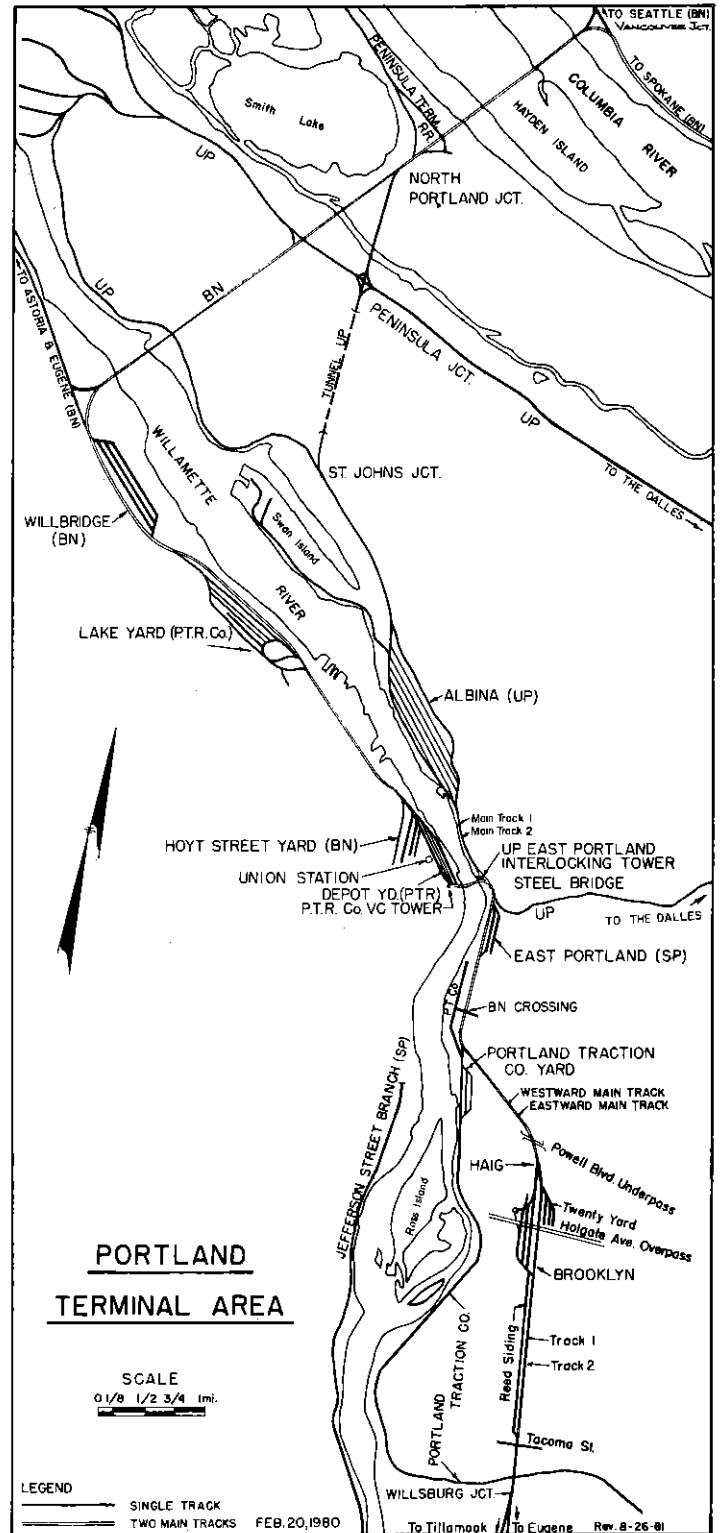 TO SEATTLE (BN)
VANCOUVER JCT.
TO SPOKANE (BN)
PENINSULA TERM.
RR.
COLUMBIA
RIVER
HAYDEN ISLAND
Smith Lake
UP
NORTH
PORTLAND JCT.
TO ASTORIA & EUGENE (BN)
UP
BN
PENINSULA JCT.
UP
TUNNEL UP
TO THE DALLES
WILLAMETTE
RIVER
ST. JOHNS JCT.
Swan Island
WILLBRIDGE
(BN)
LAKE YARD (P.T.R. Co.)
ALBINA (UP)
Main Track 1
Main Track 2
HOYT STREET YARD (BN)
UP EAST PORTLAND
INTERLOCKING TOWER
UNION STATION
STEEL BRIDGE
DEPOT YD.(PTR)
P.T.R. Co. VC TOWER
UP
TO THE DALLES
EAST PORTLAND (SP)
P.T. Co
BN CROSSING
PORTLAND TRACTION
CO. YARD
WESTWARD MAIN TRACK
EASTWARD MAIN TRACK
JEFFERSON STREET BRANCH (SP)
HAIG
Powell Blvd. Underpass
Ross Island
Twenty Yard
Holgate Ave. Overpass
BROOKLYN
PORTLAND
TERMINAL AREA
Reed Siding
Track 1
Track 2
PORTLAND
TRACTION CO.
SCALE
0 1/8 1/2 3/4 1mi.
Tacoma St.
WILLSBURG JCT.
LEGEND
SINGLE TRACK
TWO MAIN TRACKS FEB. 20, 1980
To Tillamook To Eugene Rev. 8-26-81